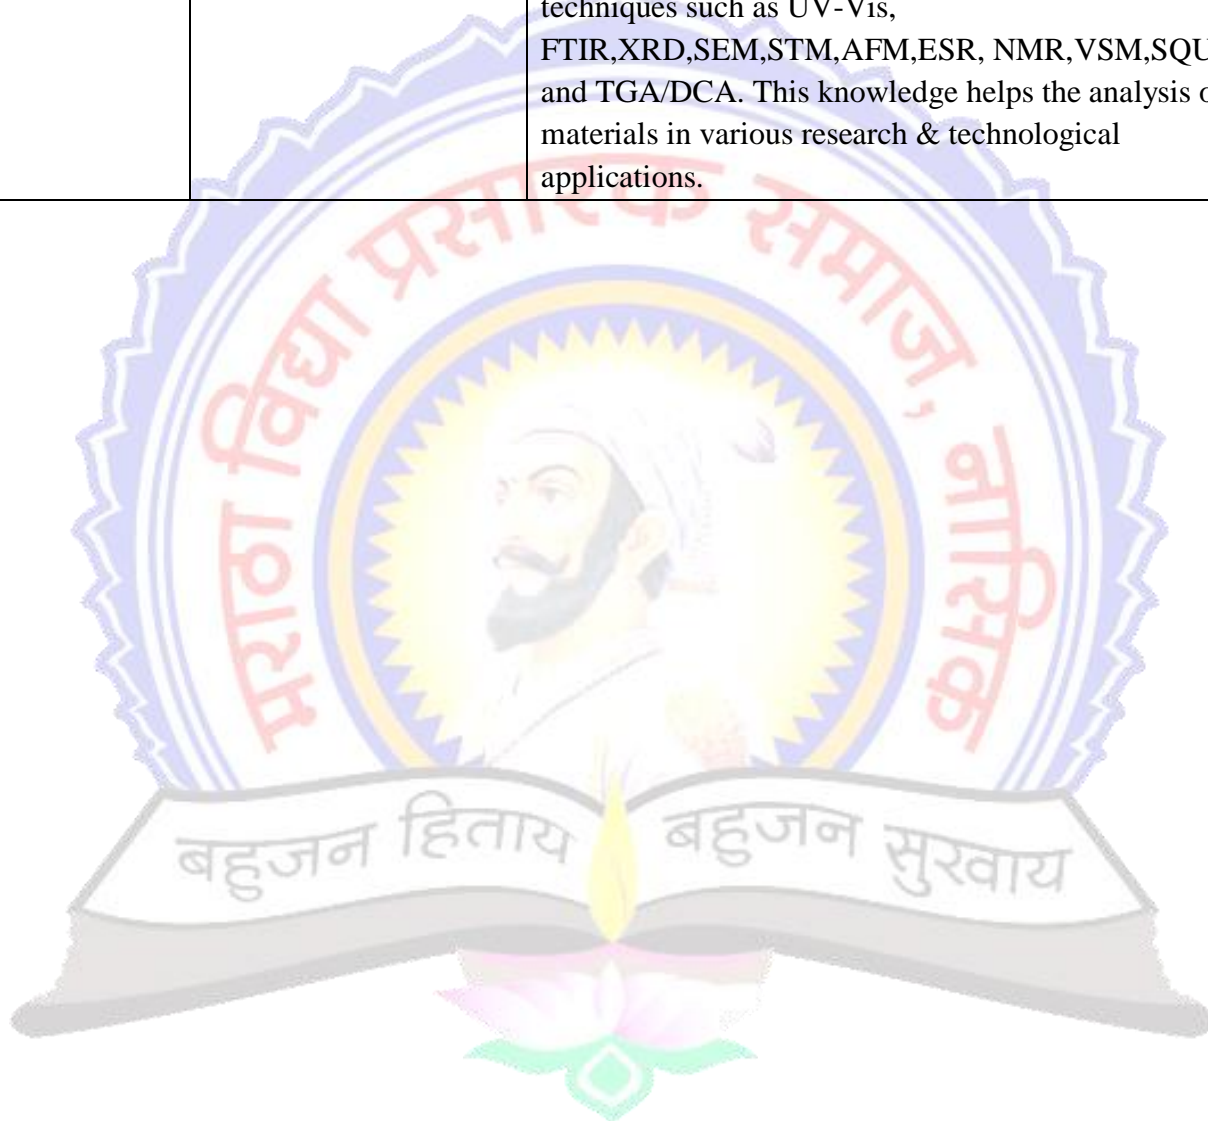 techniques such as UV-Vis,
FTIR,XRD,SEM,STM,AFM,ESR, NMR,VSM,SQU
and TGA/DCA. This knowledge helps the analysis o
materials in various research & technological
applications.
मराठा विद्या प्रसारक समाज, नासिक
बहुजन हिताय बहुजन सुखाय